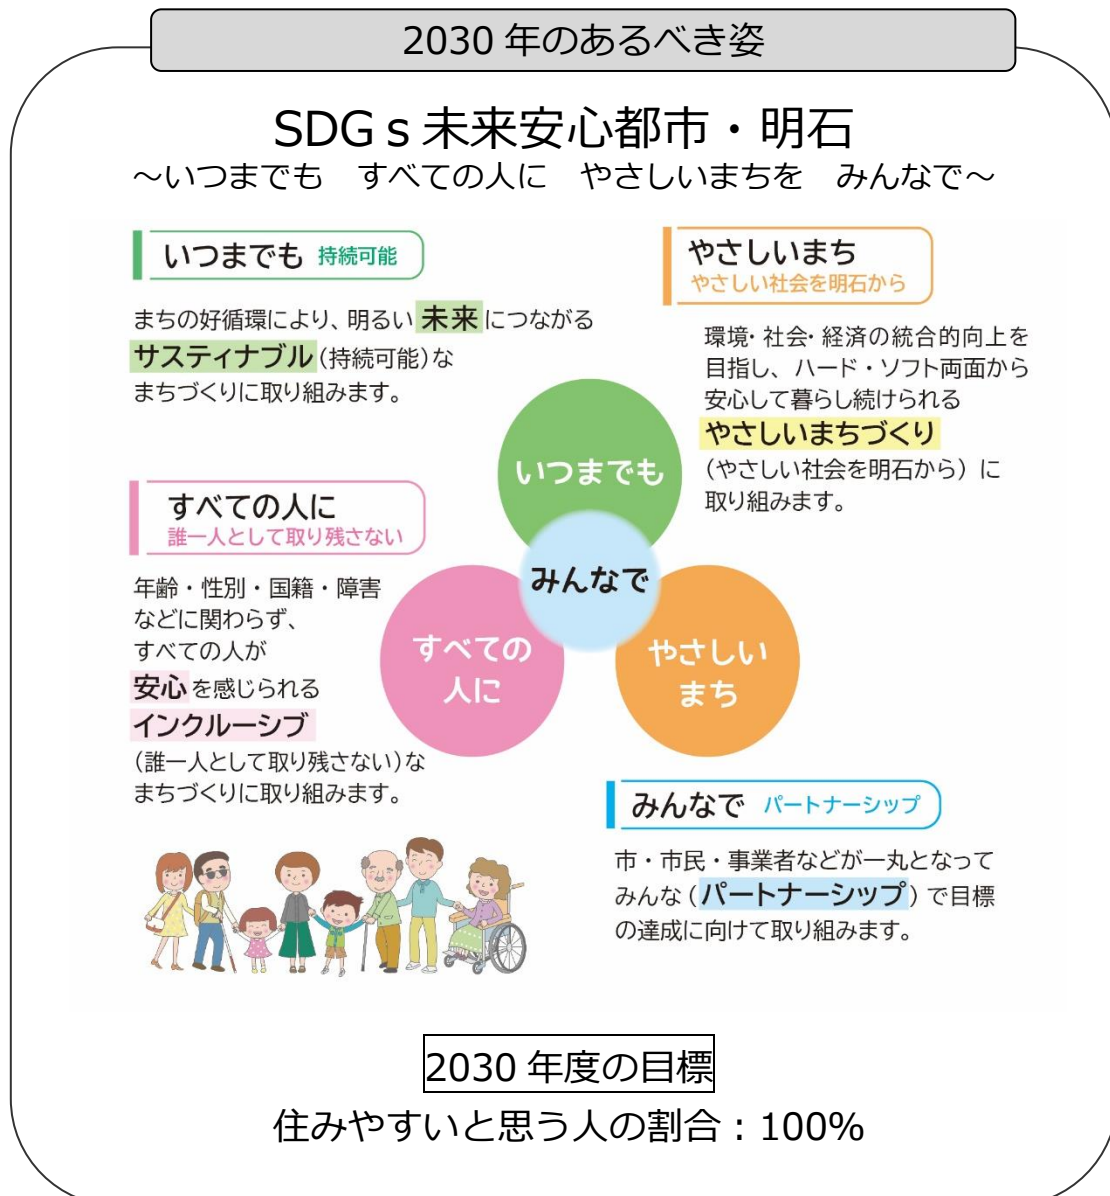 2030 年のあるべき姿
SDGｓ未来安心都市・明石
～いつまでも　すべての人に　やさしいまちを　みんなで～
いつまでも 持続可能
まちの好循環により、明るい 未来 につながる
サスティナブル (持続可能)な
まちづくりに取り組みます。
やさしいまち
やさしい社会を明石から
環境・社会・経済の統合的向上を
目指し、ハード・ソフト両面から
安心して暮らし続けられる
やさしいまちづくり
（やさしい社会を明石から）に
取り組みます。
すべての人に
誰一人として取り残さない
年齢・性別・国籍・障害
などに関わらず、
すべての人が
安心 を感じられる
インクルーシブ
(誰一人として取り残さない)な
まちづくりに取り組みます。
いつまでも
みんなで
すべての
人に
やさしい
まち
みんなで パートナーシップ
市・市民・事業者などが一丸となって
みんな(パートナーシップ)で目標
の達成に向けて取り組みます。
2030 年度の目標
住みやすいと思う人の割合：100%